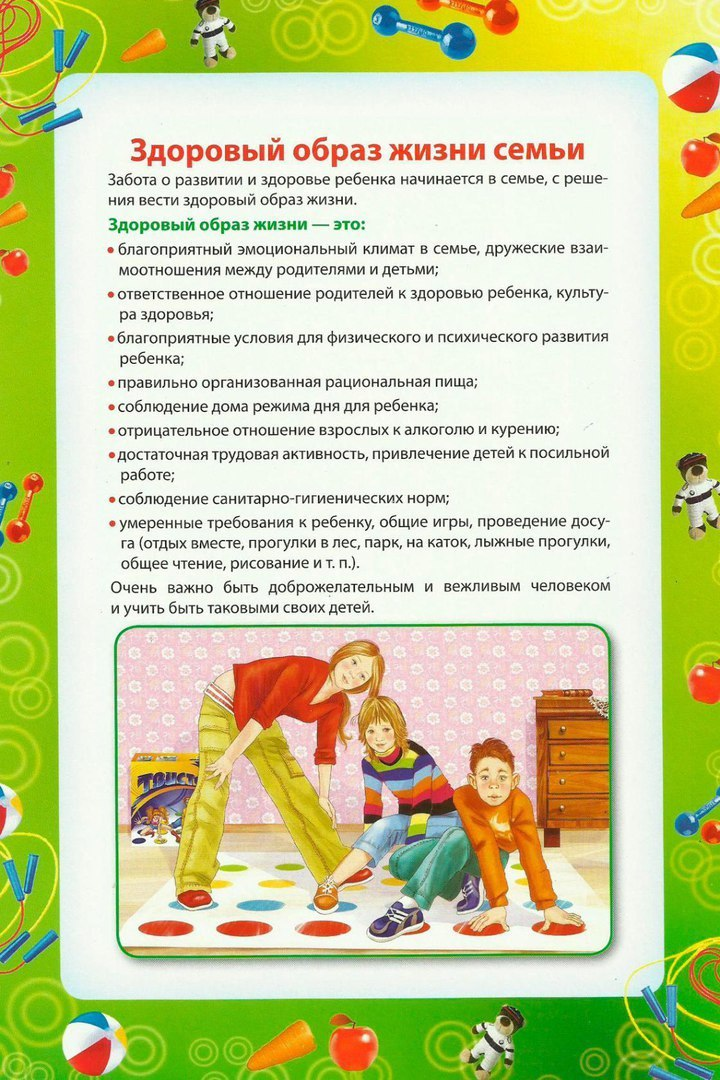 Здоровый образ жизни семьи
Забота о развитии и здоровье ребенка начинается в семье, с реше-
ния вести здоровый образ жизни.
Здоровый образ жизни — это:
• благоприятный эмоциональный климат в семье, дружеские взаи-
моотношения между родителями и детьми;
• ответственное отношение родителей к здоровью ребенка, культу-
ра здоровья;
• благоприятные условия для физического и психического развития
ребенка;
• правильно организованная рациональная пища;
• соблюдение дома режима дня для ребенка;
• отрицательное отношение взрослых к алкоголю и курению;
• достаточная трудовая активность, привлечение детей к посильной
работе;
• соблюдение санитарно-гигиенических норм;
• умеренные требования к ребенку, общие игры, проведение досу-
га (отдых вместе, прогулки в лес, парк, на каток, лыжные прогулки,
общее чтение, рисование и т. п.).
Очень важно быть доброжелательным и вежливым человеком
и учить быть таковыми своих детей.